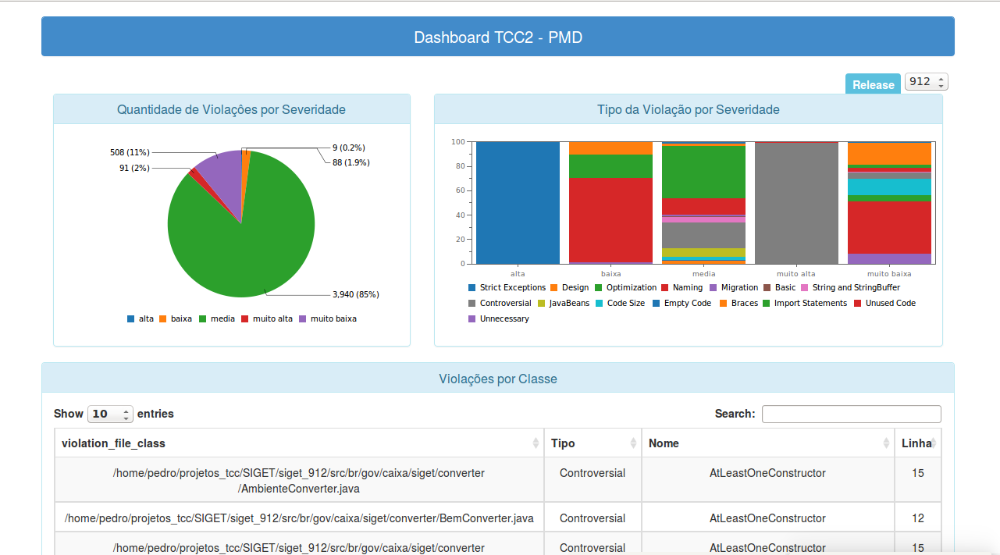 Dashboard TCC2 - PMD
Release 912
Quantidade de Violações por Severidade
508 (11%)
91 (2%)
9 (0.2%)
88 (1.9%)
3,940 (85%)
alta baixa media muito alta muito baixa
Tipo da Violação por Severidade
100
80
60
40
20
0
alta baixa media muito alta muito baixa
Strict Exceptions Design Optimization Naming Migration Basic String and StringBuffer
Controversial JavaBeans Code Size Empty Code Braces Import Statements Unused Code
Unnecessary
Violações por Classe
Show 10 entries Search:
violation_file_class Tipo Nome Linha
/home/pedro/projetos_tcc/SIGET/siget_912/src/br/gov/caixa/siget/converter
/AmbienteConverter.java Controversial AtLeastOneConstructor 15
/home/pedro/projetos_tcc/SIGET/siget_912/src/br/gov/caixa/siget/converter/BemConverter.java Controversial AtLeastOneConstructor 12
/home/pedro/projetos_tcc/SIGET/siget_912/src/br/gov/caixa/siget/converter Controversial AtLeastOneConstructor 15